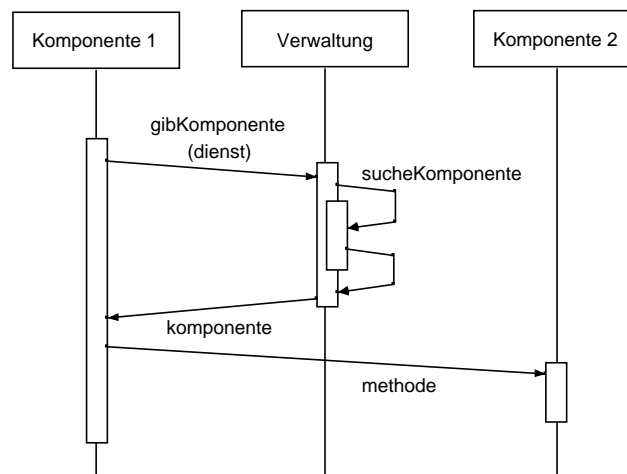 Komponente 1
Verwaltung
Komponente 2
gibKomponente
(dienst)
sucheKomponente
komponente
methode